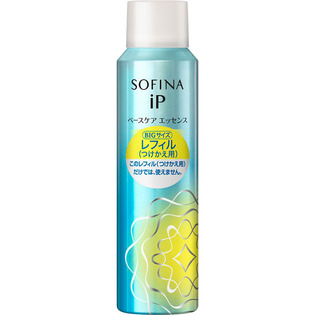 SOFINA
iP
ベースケア エッセンス
BIGサイズ
レフィル
(つけかえ用)
このレフィル(つけかえ用)
だけでは、使えません。